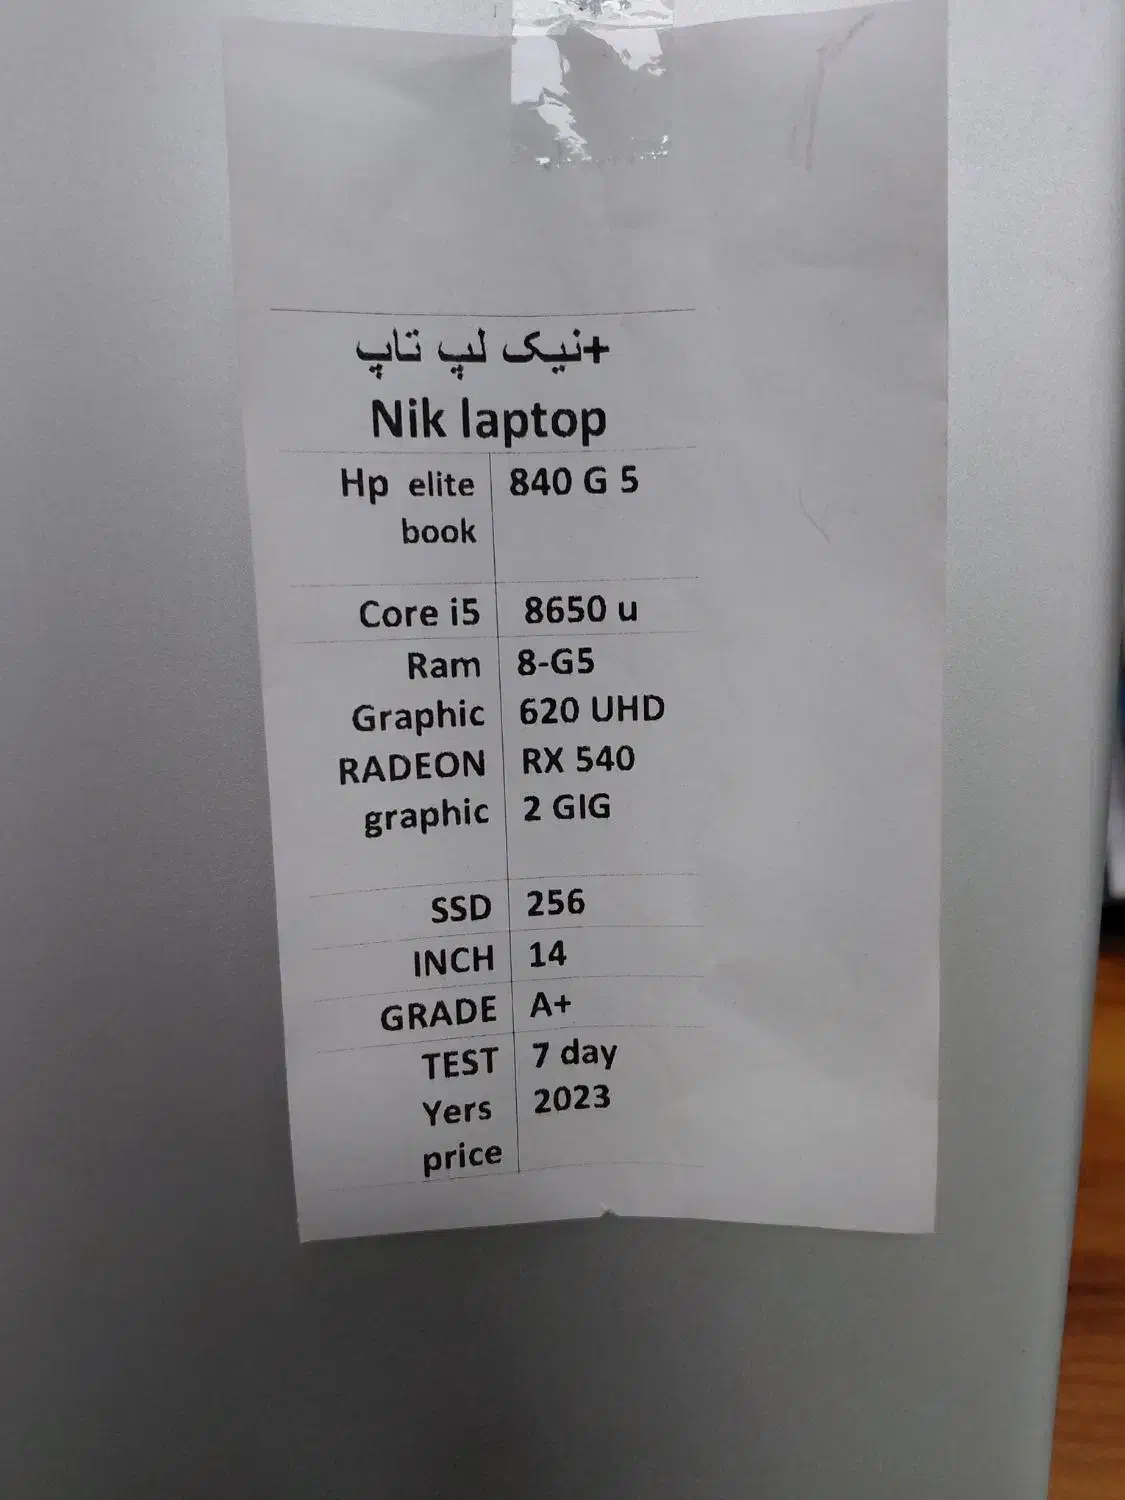 نیک لپ تاپ+
Nik laptop
Hp elite book 840 G 5
Core i5 8650 u
Ram 8-G5
Graphic 620 UHD
RADEON RX 540
graphic 2 GIG
SSD 256
INCH 14
GRADE A+
TEST 7 day
Yers 2023
price